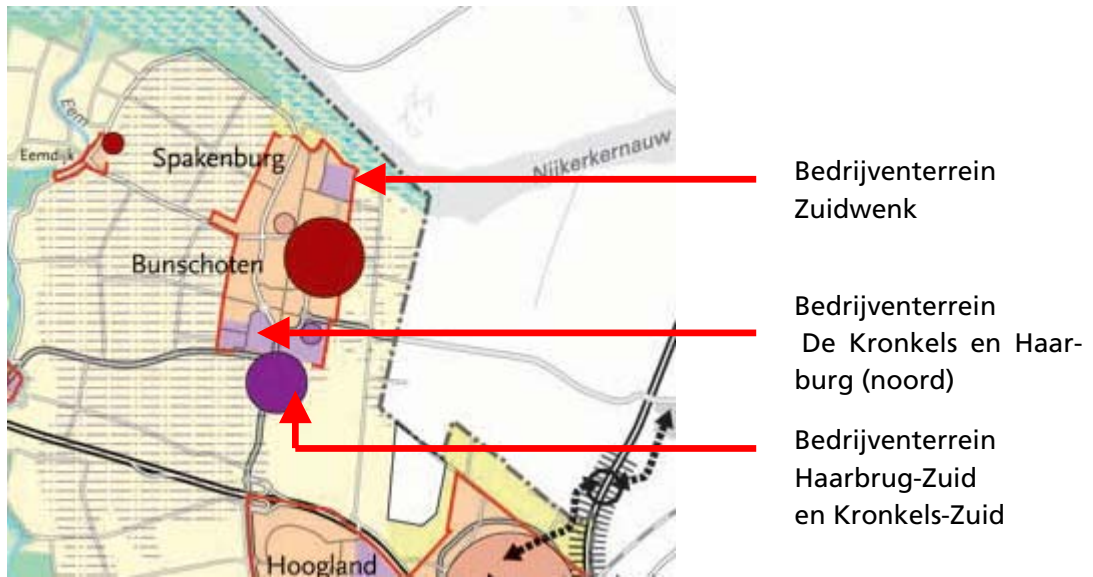 Eem
Eemdijk
Spakenburg
Nijkerkernauw
Bunschoten
Hoogland
Bedrijventerrein
Zuidwenk
Bedrijventerrein
De Kronkels en Haar-
burg (noord)
Bedrijventerrein
Haarbrug-Zuid
en Kronkels-Zuid